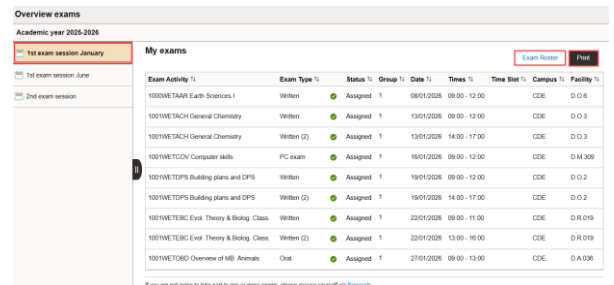 Overview exams
Academic year 2025-2026
1st exam session January
1st exam session June
2nd exam session
My exams
Exam Roster
Print
Exam Activity Exam Type Status Group Date Times Time Slot Campus Facility
1000WETAAR Earth Sciences I Written Assigned 1 08/01/2026 09:00 - 12:00 CDE D.O.6
1001WETACH General Chemistry Written Assigned 1 13/01/2026 09:00 - 12:00 CDE D.O.3
1001WETACH General Chemistry Written (2) Assigned 1 13/01/2026 14:00 - 17:00 CDE D.O.3
1001WETCOV Computer skills PC exam Assigned 1 16/01/2026 09:00 - 12:00 CDE D.M.309
1001WETDPS Building plans and DPS Written Assigned 1 19/01/2026 09:00 - 12:00 CDE D.O.2
1001WETDPS Building plans and DPS Written (2) Assigned 1 19/01/2026 14:00 - 17:00 CDE D.O.2
1001WETEBC Evol. Theory & Biolog. Class. Written Assigned 1 22/01/2026 09:00 - 11:00 CDE D.R.019
1001WETEBC Evol. Theory & Biolog. Class. Written (2) Assigned 1 22/01/2026 13:00 - 16:00 CDE D.R.019
1001WETOBD Overview of MB: Animals Oral Assigned 1 27/01/2026 09:00 - 13:00 CDE D.A.036